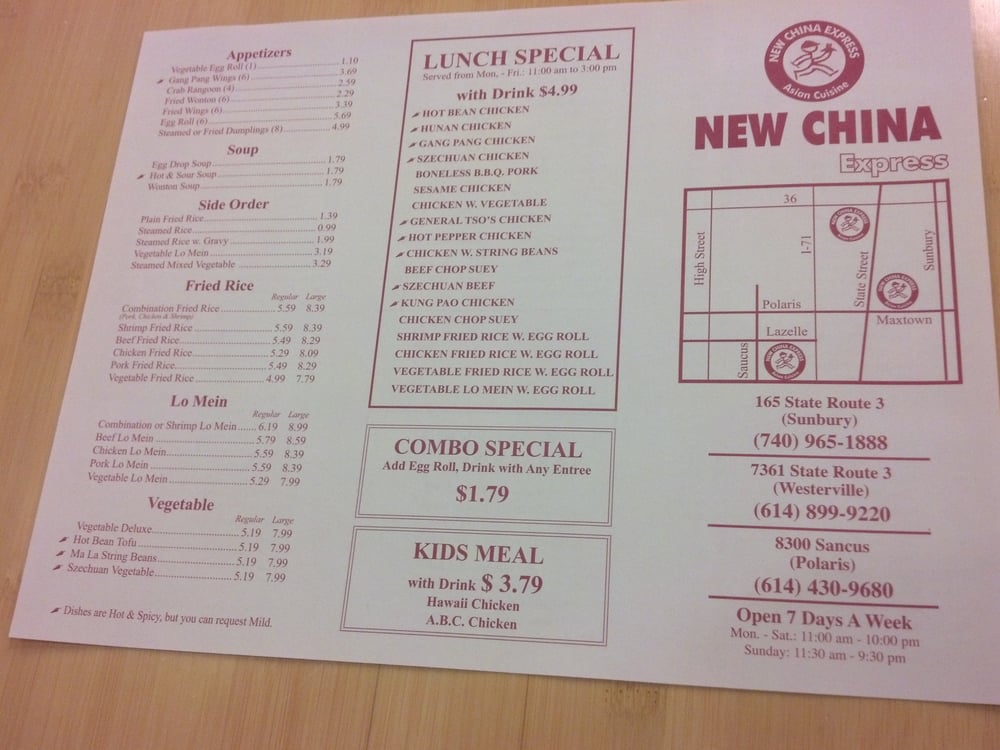 Appetizers
Vegetable Egg Roll (1) 1.10
Gang Pang Wings (6) 3.69
Crab Rangoon (4) 2.59
Fried Wonton (6) 2.29
Fried Wings (6) 3.39
Egg Roll (6) 5.69
Steamed or Fried Dumplings (8) 4.99
Soup
Egg Drop Soup 1.79
Hot & Sour Soup 1.79
Wonton Soup 1.79
Side Order
Plain Fried Rice 1.39
Steamed Rice 0.99
Steamed Rice w. Gravy 1.99
Vegetable Lo Mein 3.19
Steamed Mixed Vegetable 3.29
Fried Rice
Regular Large
Combination Fried Rice 5.59 8.39
(Pork, Chicken & Shrimp)
Shrimp Fried Rice 5.59 8.39
Beef Fried Rice 5.49 8.29
Chicken Fried Rice 5.29 8.09
Pork Fried Rice 5.49 8.29
Vegetable Fried Rice 4.99 7.79
Lo Mein
Regular Large
Combination or Shrimp Lo Mein 6.19 8.99
Beef Lo Mein 5.79 8.59
Chicken Lo Mein 5.59 8.39
Pork Lo Mein 5.59 8.39
Vegetable Lo Mein 5.29 7.99
Vegetable
Regular Large
Vegetable Deluxe 5.19 7.99
Hot Bean Tofu 5.19 7.99
Ma La String Beans 5.19 7.99
Szechuan Vegetable 5.19 7.99
Dishes are Hot & Spicy, but you can request Mild.
LUNCH SPECIAL
Served from Mon. - Fri.: 11:00 am to 3:00 pm
with Drink $4.99
HOT BEAN CHICKEN
HUNAN CHICKEN
GANG PANG CHICKEN
SZECHUAN CHICKEN
BONELESS B.B.Q. PORK
SESAME CHICKEN
CHICKEN W. VEGETABLE
GENERAL TSO'S CHICKEN
HOT PEPPER CHICKEN
CHICKEN W. STRING BEANS
BEEF CHOP SUEY
SZECHUAN BEEF
KUNG PAO CHICKEN
CHICKEN CHOP SUEY
SHRIMP FRIED RICE W. EGG ROLL
CHICKEN FRIED RICE W. EGG ROLL
VEGETABLE FRIED RICE W. EGG ROLL
VEGETABLE LO MEIN W. EGG ROLL
COMBO SPECIAL
Add Egg Roll, Drink with Any Entree
$1.79
KIDS MEAL
with Drink $ 3.79
Hawaii Chicken
A.B.C. Chicken
NEW CHINA EXPRESS
Asian Cuisine
NEW CHINA
Express
36
High Street
I-71
State Street
Sunbury
Polaris
Maxtown
Lazelle
Saucus
165 State Route 3
(Sunbury)
(740) 965-1888
7361 State Route 3
(Westerville)
(614) 899-9220
8300 Sancus
(Polaris)
(614) 430-9680
Open 7 Days A Week
Mon. - Sat.: 11:00 am - 10:00 pm
Sunday: 11:30 am - 9:30 pm